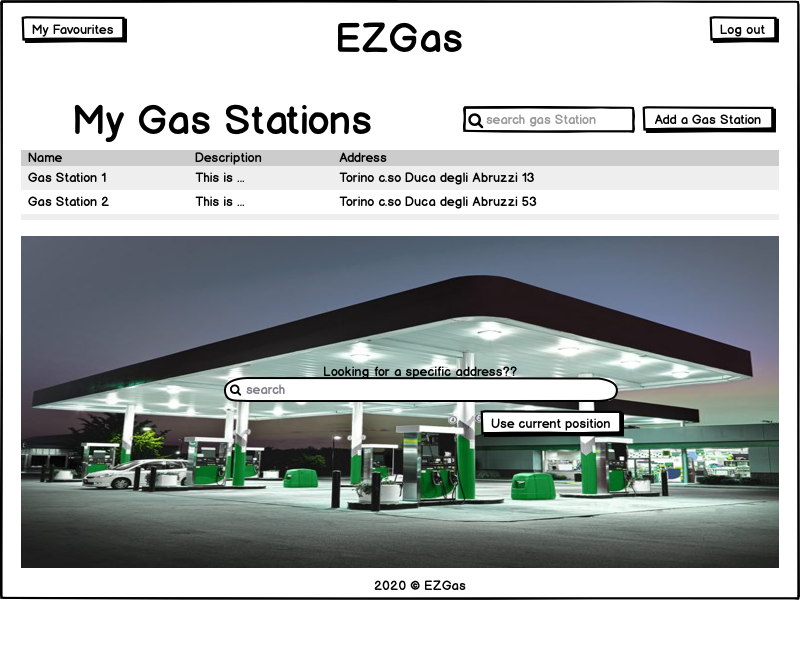 My Favourites
EZGas
Log out
My Gas Stations
search gas Station
Add a Gas Station
Name Description Address
Gas Station 1 This is ... Torino c.so Duca degli Abruzzi 13
Gas Station 2 This is ... Torino c.so Duca degli Abruzzi 53
Looking for a specific address??
search
Use current position
2020 © EZGas